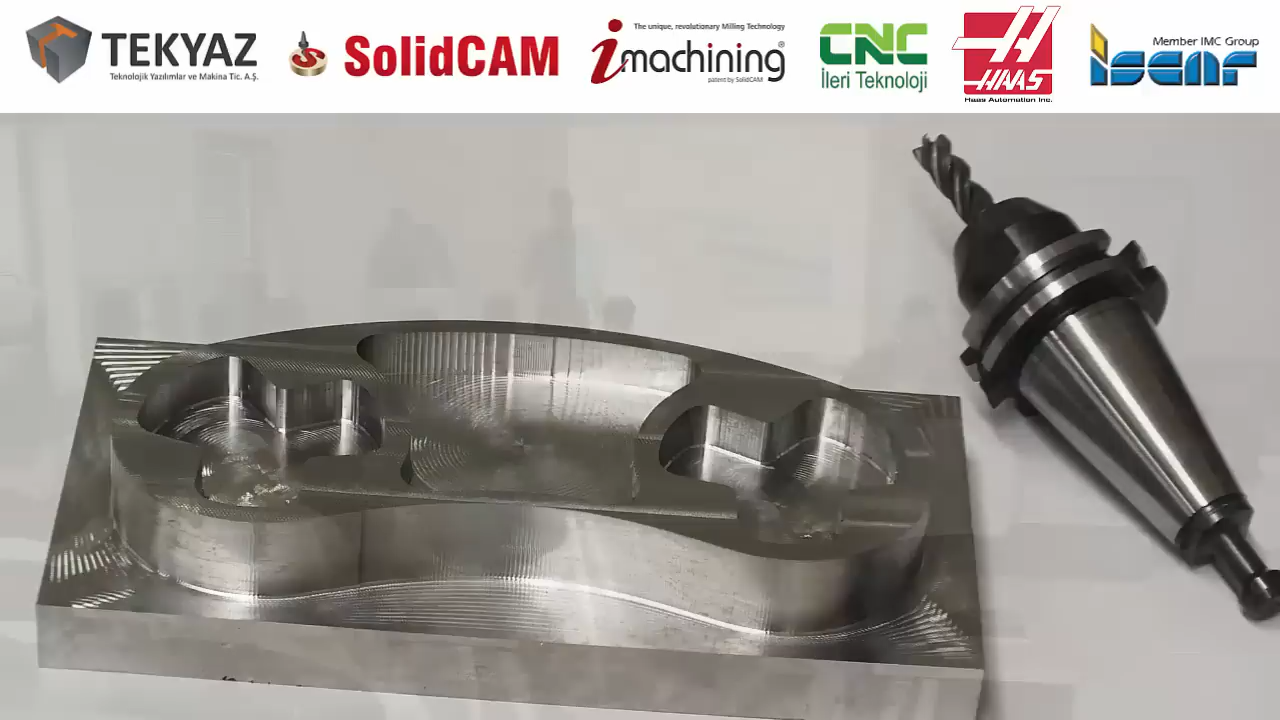 TEKYAZ
Teknolojik Yazılımlar ve Makina Tic. A.Ş.
SolidCAM
The unique, revolutionary Milling Technology
imachining®
patent by SolidCAM
CNC
İleri Teknoloji
HAAS
Haas Automation Inc.
Member IMC Group
iscar